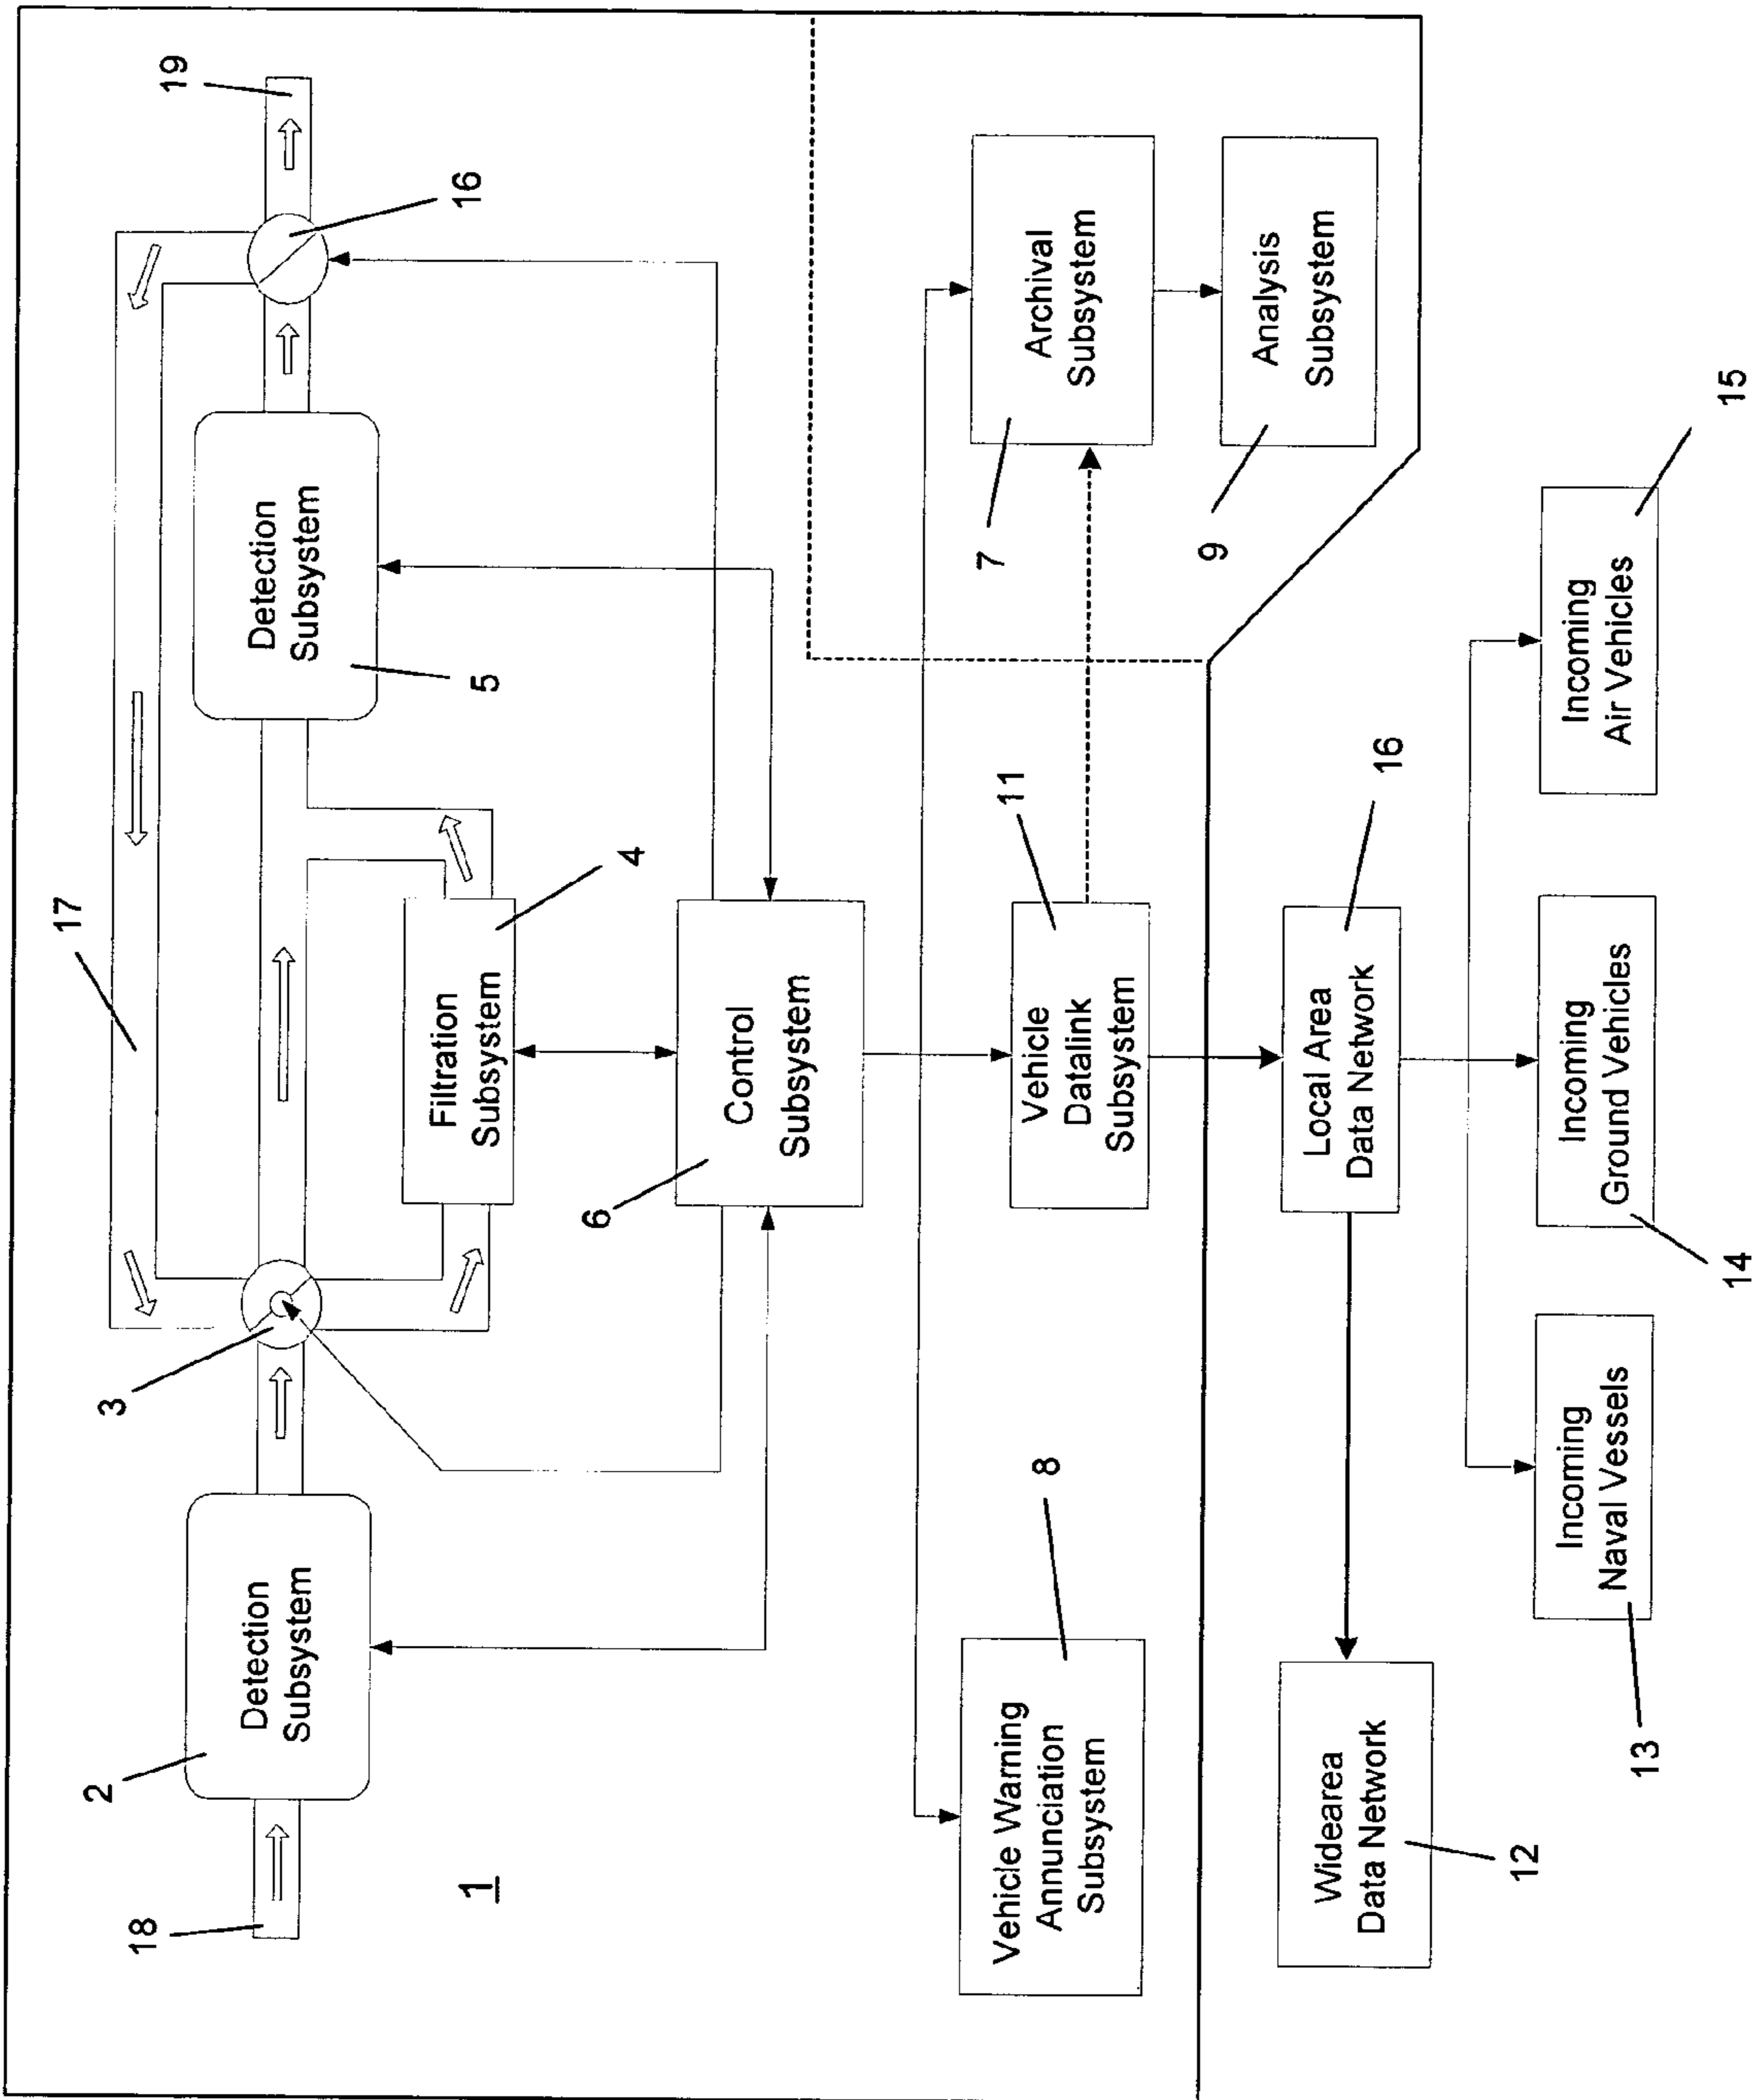 17
19
16
3
2
18
Detection
Subsystem
Detection
Subsystem
5
Filtration
Subsystem
4
1
6
Control
Subsystem
8
Vehicle Warning
Annunciation
Subsystem
Vehicle
Datalink
Subsystem
11
7
Archival
Subsystem
9
Analysis
Subsystem
Widearea
Data Network
12
Local Area
Data Network
16
Incoming
Naval Vessels
13
Incoming
Ground Vehicles
14
Incoming
Air Vehicles
15